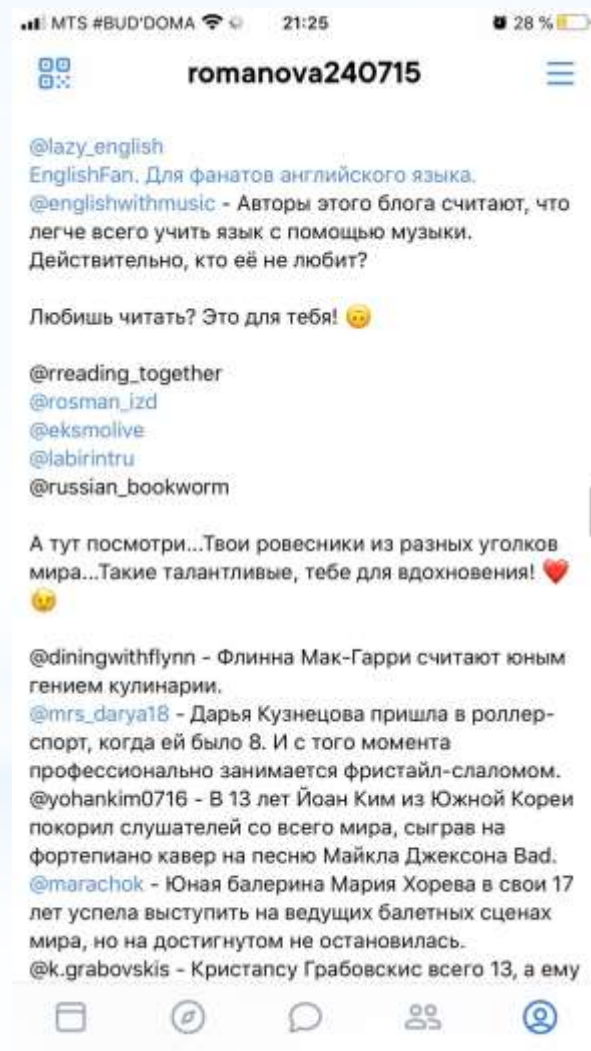 MTS #BUD'DOMA 21:25 28 %
romanova240715
@lazy_english
EnglishFan. Для фанатов английского языка.
@englishwithmusic - Авторы этого блога считают, что
легче всего учить язык с помощью музыки.
Действительно, кто её не любит?
Любишь читать? Это для тебя! 🙃
@rreading_together
@rosman_izd
@eksmolive
@labirintru
@russian_bookworm
А тут посмотри...Твои ровесники из разных уголков
мира...Такие талантливые, тебе для вдохновения! ❤️
😉
@diningwithflynn - Флинна Мак-Гарри считают юным
гением кулинарии.
@mrs_darya18 - Дарья Кузнецова пришла в роллер-
спорт, когда ей было 8. И с того момента
профессионально занимается фристайл-слаломом.
@yohankim0716 - В 13 лет Йоан Ким из Южной Кореи
покорил слушателей со всего мира, сыграв на
фортепиано кавер на песню Майкла Джексона Bad.
@marachok - Юная балерина Мария Хорева в свои 17
лет успела выступить на ведущих балетных сценах
мира, но на достигнутом не остановилась.
@k.grabovskis - Кристапсу Грабовскис всего 13, а ему